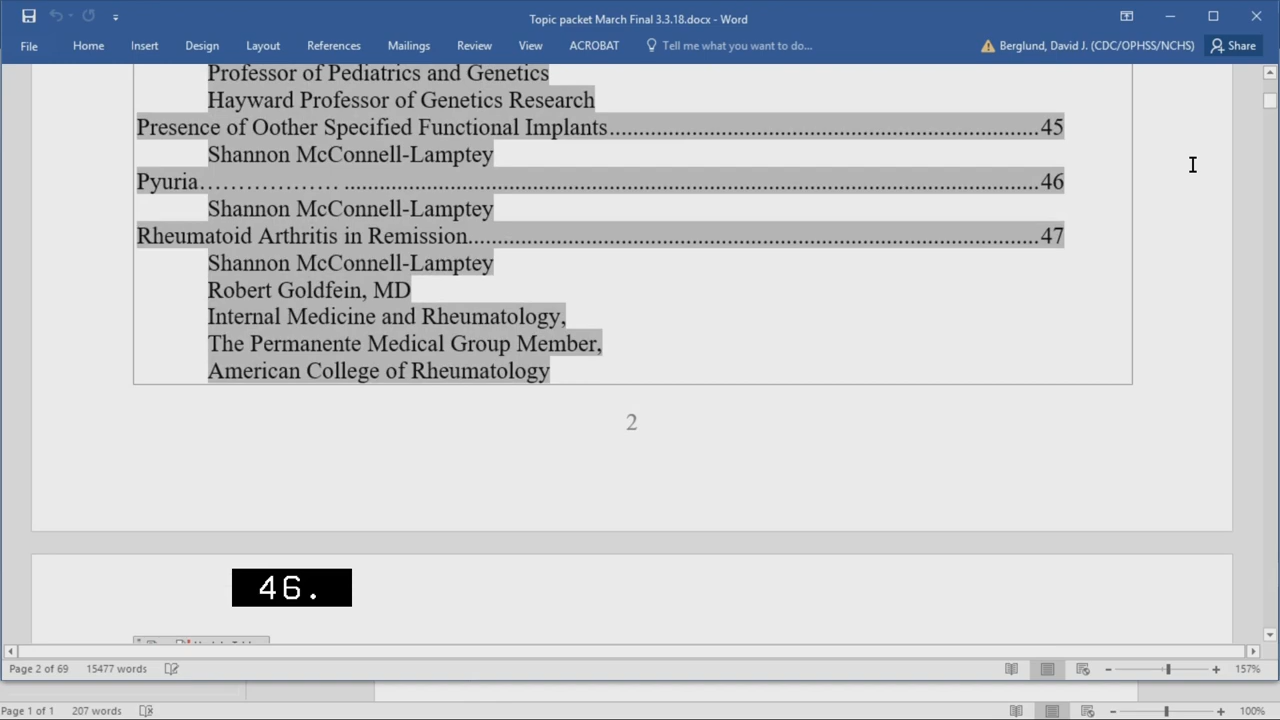 Topic packet March Final 3.3.18.docx - Word
File Home Insert Design Layout References Mailings Review View ACROBAT Tell me what you want to do... Berglund, David J. (CDC/OPHSS/NCHS) Share
Professor of Pediatrics and Genetics
Hayward Professor of Genetics Research
Presence of Oother Specified Functional Implants.......................................................................45
Shannon McConnell-Lamptey
Pyuria……………… ....................................................................................................................46
Shannon McConnell-Lamptey
Rheumatoid Arthritis in Remission...............................................................................................47
Shannon McConnell-Lamptey
Robert Goldfein, MD
Internal Medicine and Rheumatology,
The Permanente Medical Group Member,
American College of Rheumatology
2
46.
Page 2 of 69 15477 words 157%
Page 1 of 1 207 words 100%